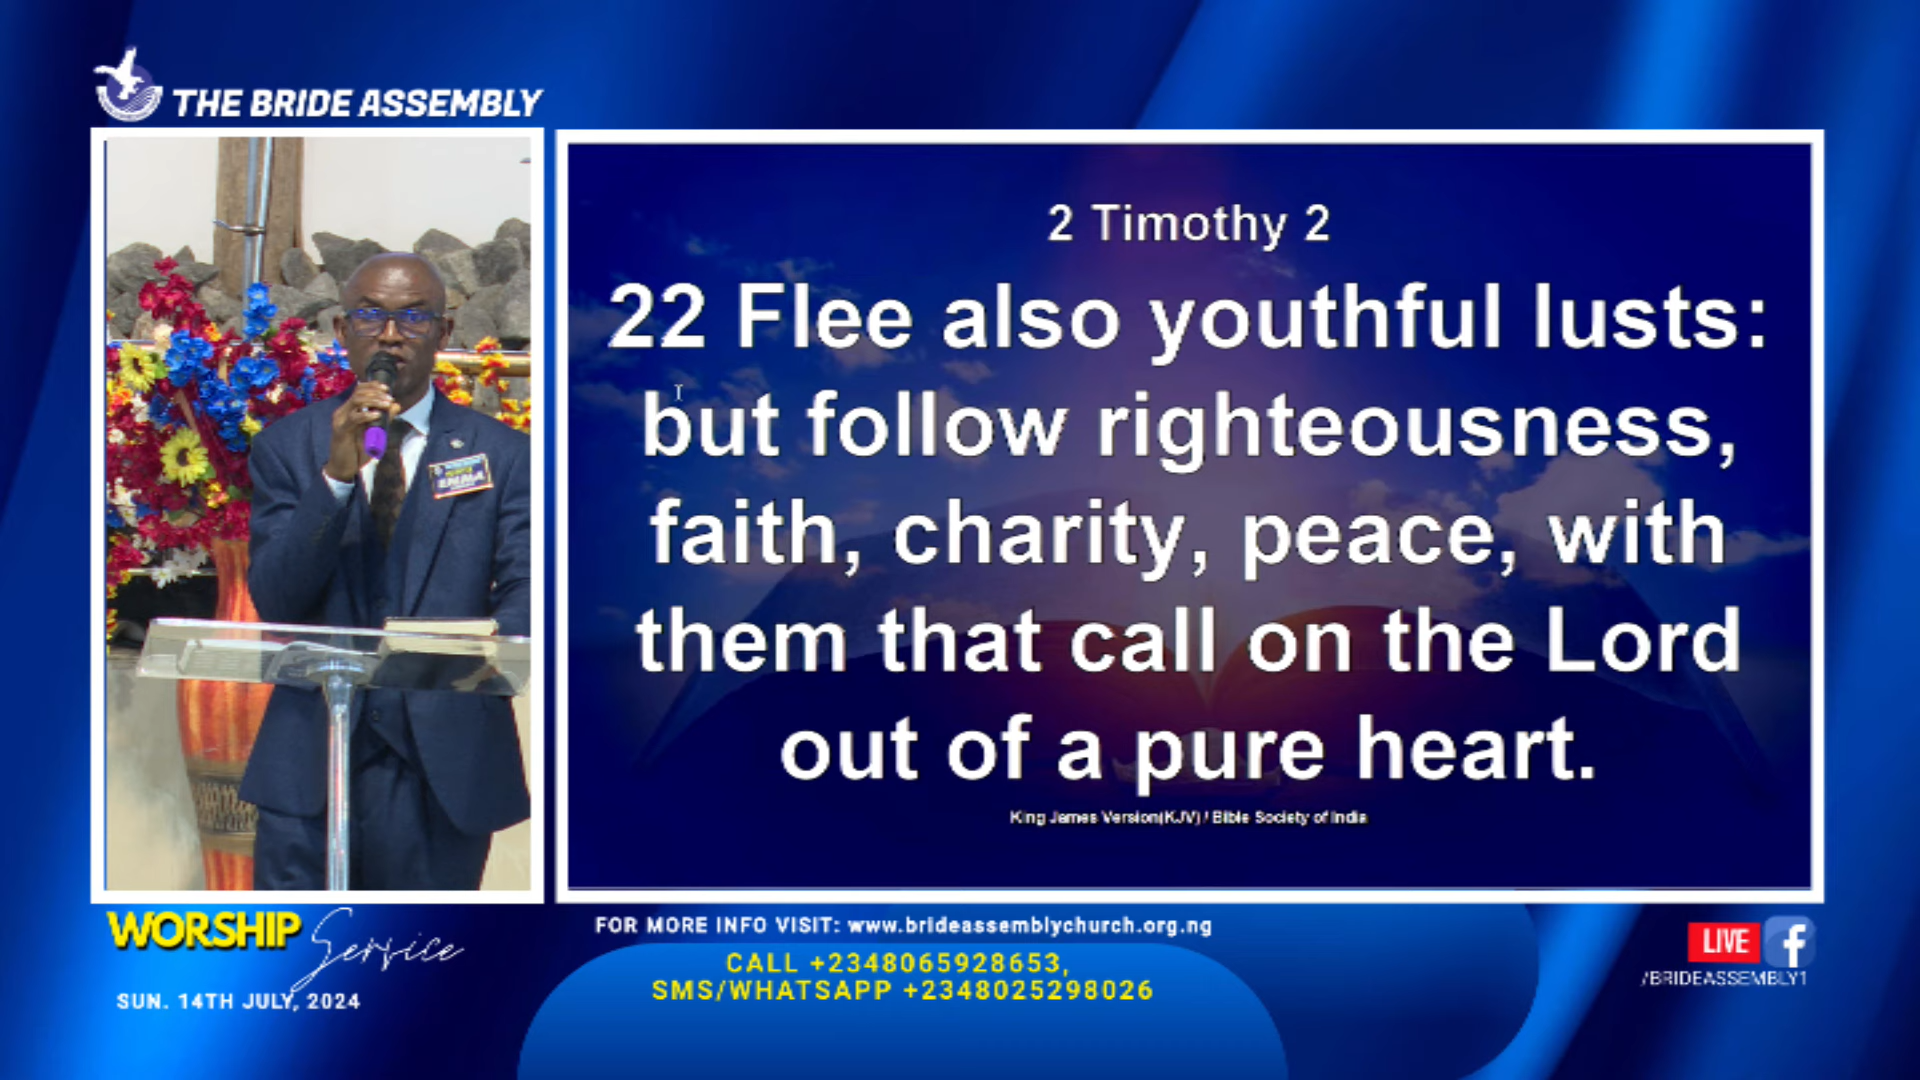 THE BRIDE ASSEMBLY
2 Timothy 2
22 Flee also youthful lusts:
but follow righteousness,
faith, charity, peace, with
them that call on the Lord
out of a pure heart.
King James Version(KJV) / Bible Society of India
WORSHIP
Service
SUN. 14TH JULY, 2024
FOR MORE INFO VISIT: www.brideassemblychurch.org.ng
CALL +2348065928653,
SMS/WHATSAPP +2348025298026
LIVE
/BRIDEASSEMBLY1